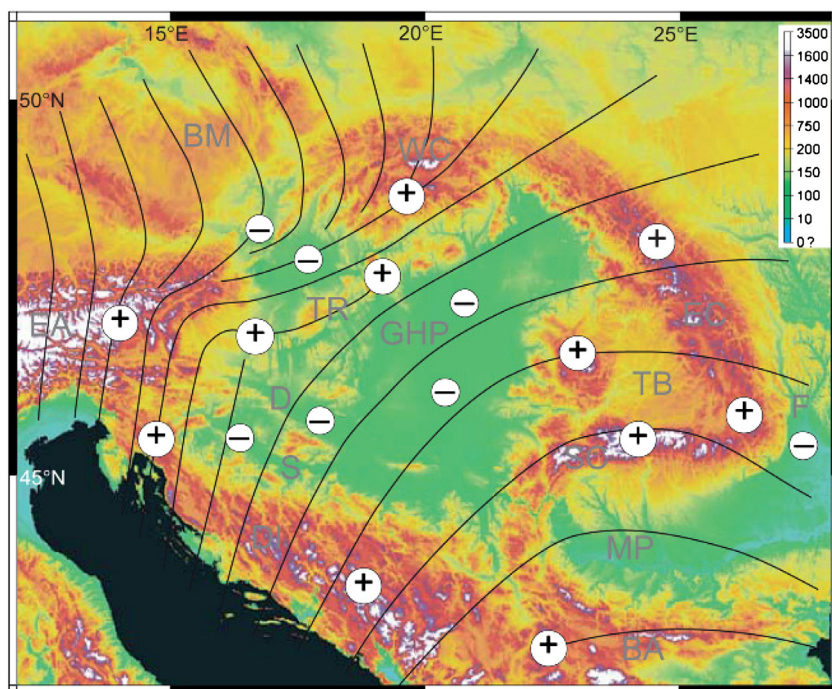 15°E 20°E 25°E
3500
1600
1400
1000
750
200
150
100
10
0 ?
50°N
BM
WC
+
−
+
−
+
+
EA
+
TR
−
EC
GHP
+
+
TB
D
−
F
−
+
+
−
+
−
45°N
S
SC
MP
DI
+
+
BA